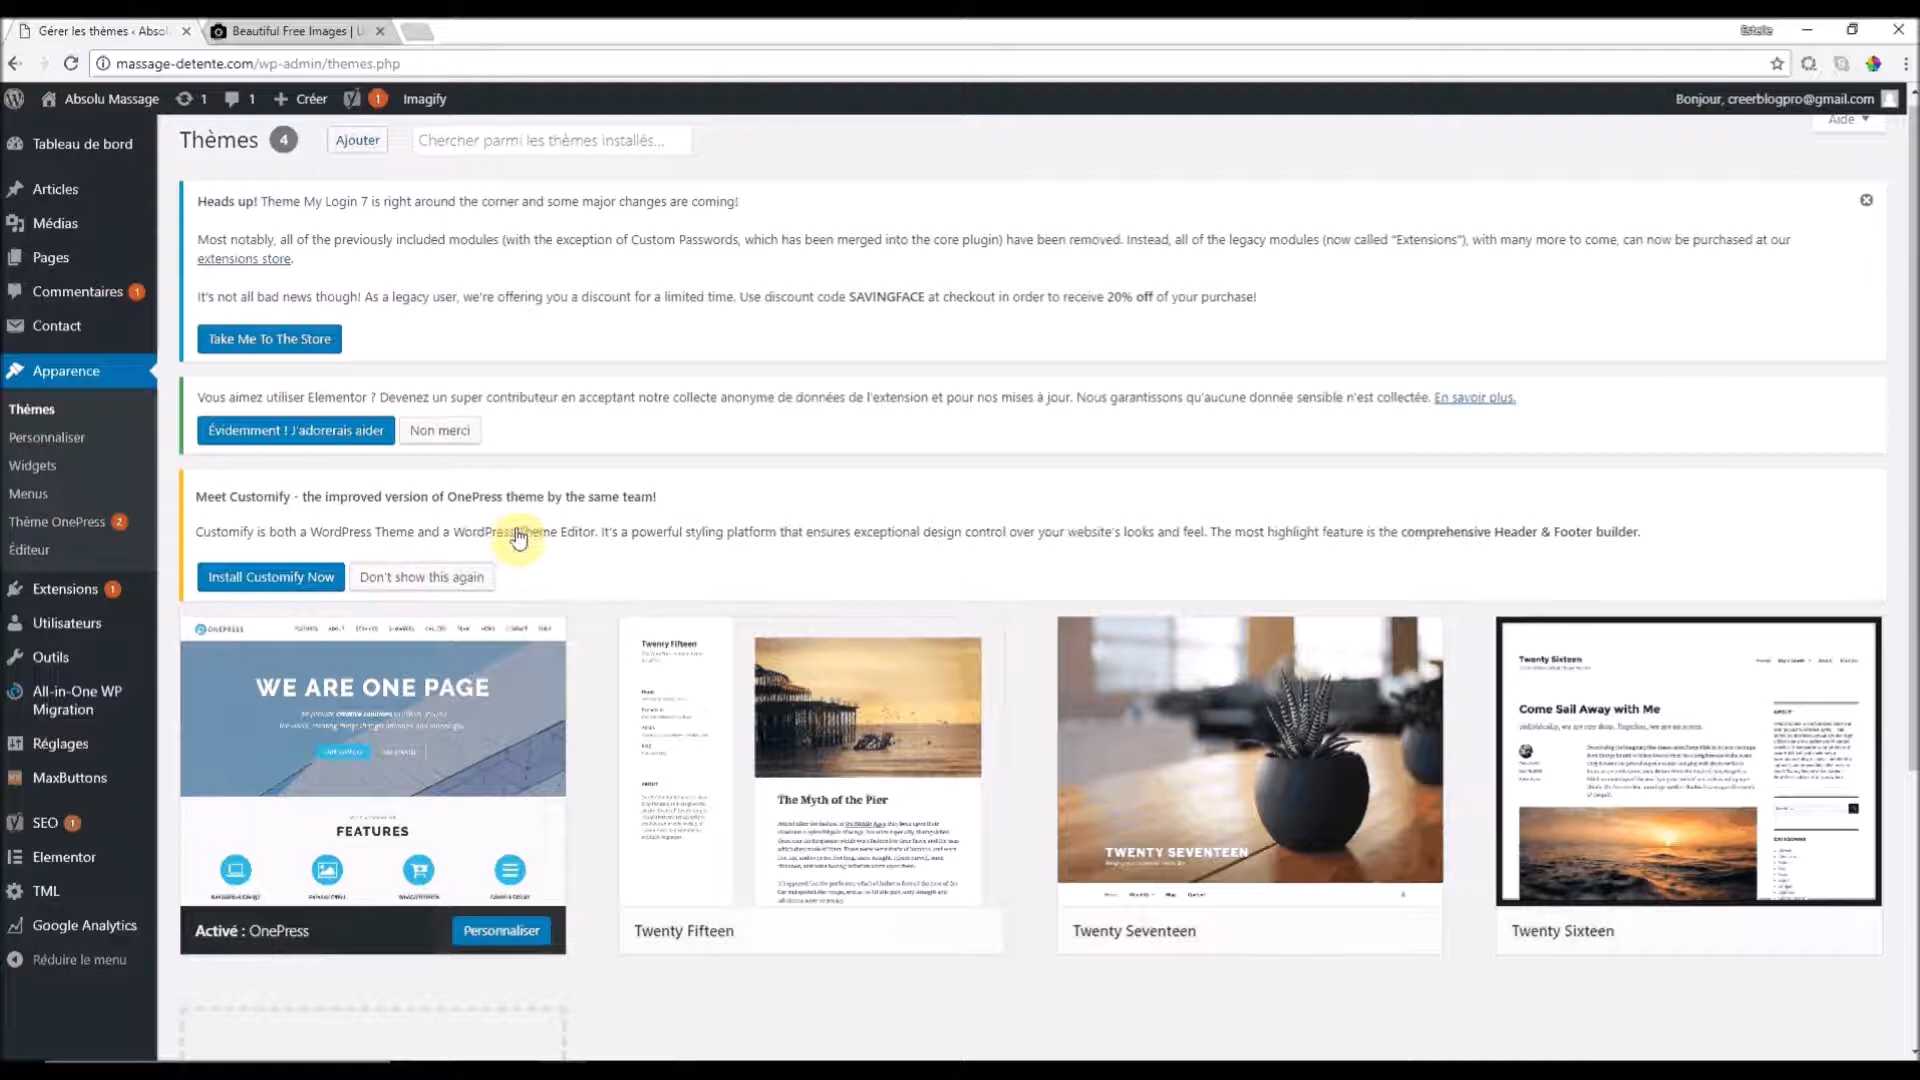 Gérer les thèmes ‹ Absol
Beautiful Free Images | U
Estelle
massage-detente.com/wp-admin/themes.php
Absolu Massage
1
1
Créer
1
Imagify
Bonjour, creerblogpro@gmail.com
Tableau de bord
Articles
Médias
Pages
Commentaires 1
Contact
Apparence
Thèmes
Personnaliser
Widgets
Menus
Thème OnePress 2
Éditeur
Extensions 1
Utilisateurs
Outils
All-in-One WP
Migration
Réglages
MaxButtons
SEO 1
Elementor
TML
Google Analytics
Réduire le menu
Thèmes 4
Ajouter
Chercher parmi les thèmes installés...
Aide
Heads up! Theme My Login 7 is right around the corner and some major changes are coming!
Most notably, all of the previously included modules (with the exception of Custom Passwords, which has been merged into the core plugin) have been removed. Instead, all of the legacy modules (now called "Extensions"), with many more to come, can now be purchased at our
extensions store.
It's not all bad news though! As a legacy user, we're offering you a discount for a limited time. Use discount code SAVINGFACE at checkout in order to receive 20% off of your purchase!
Take Me To The Store
Vous aimez utiliser Elementor ? Devenez un super contributeur en acceptant notre collecte anonyme de données de l'extension et pour nos mises à jour. Nous garantissons qu'aucune donnée sensible n'est collectée. En savoir plus.
Évidemment ! J'adorerais aider
Non merci
Meet Customify - the improved version of OnePress theme by the same team!
Customify is both a WordPress Theme and a WordPress Theme Editor. It's a powerful styling platform that ensures exceptional design control over your website's looks and feel. The most highlight feature is the comprehensive Header & Footer builder.
Install Customify Now
Don't show this again
ONEPRESS
FEATURES ABOUT SERVICES
WE ARE ONE PAGE
FEATURES
Activé : OnePress
Personnaliser
Twenty Fifteen
The Myth of the Pier
Twenty Fifteen
TWENTY SEVENTEEN
Twenty Seventeen
Twenty Sixteen
Come Sail Away with Me
Twenty Sixteen